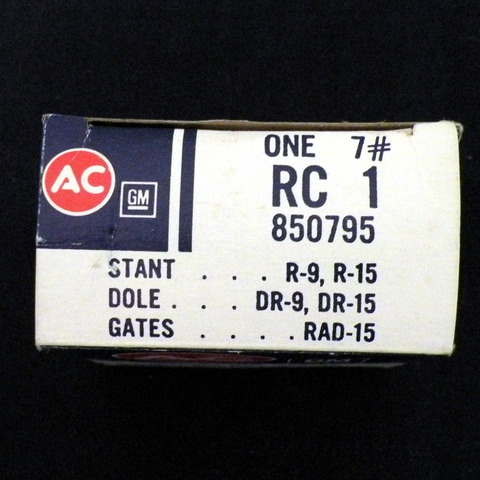 AC
GM
ONE 7#
RC 1
850795
STANT . . . . R-9, R-15
DOLE . . . . DR-9, DR-15
GATES . . . . RAD-15